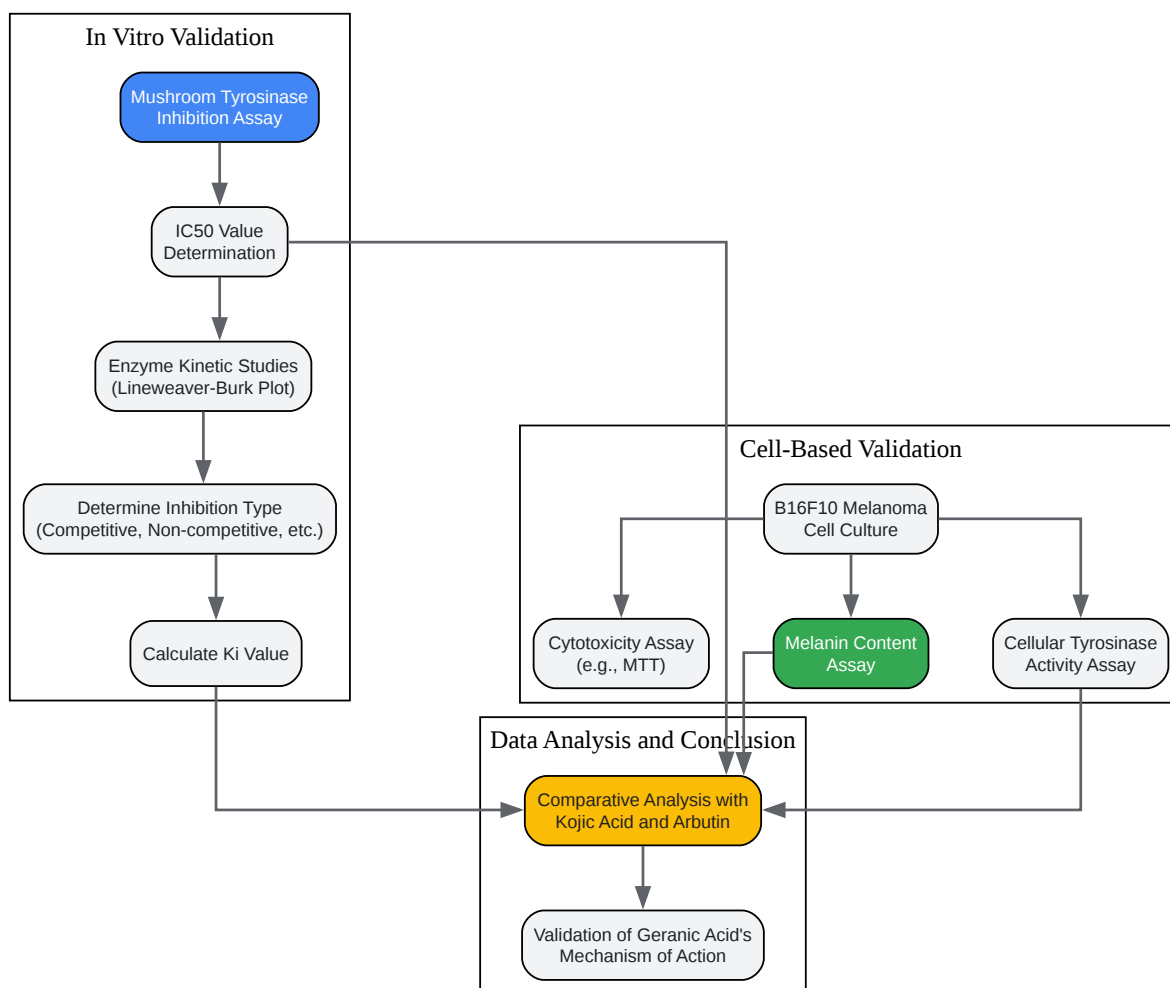 In Vitro Validation
Mushroom Tyrosinase
Inhibition Assay
IC50 Value
Determination
Enzyme Kinetic Studies
(Lineweaver-Burk Plot)
Determine Inhibition Type
(Competitive, Non-competitive, etc.)
Calculate Ki Value
Cell-Based Validation
B16F10 Melanoma
Cell Culture
Cytotoxicity Assay
(e.g., MTT)
Melanin Content
Assay
Cellular Tyrosinase
Activity Assay
Data Analysis and Conclusion
Comparative Analysis with
Kojic Acid and Arbutin
Validation of Geranic Acid's
Mechanism of Action